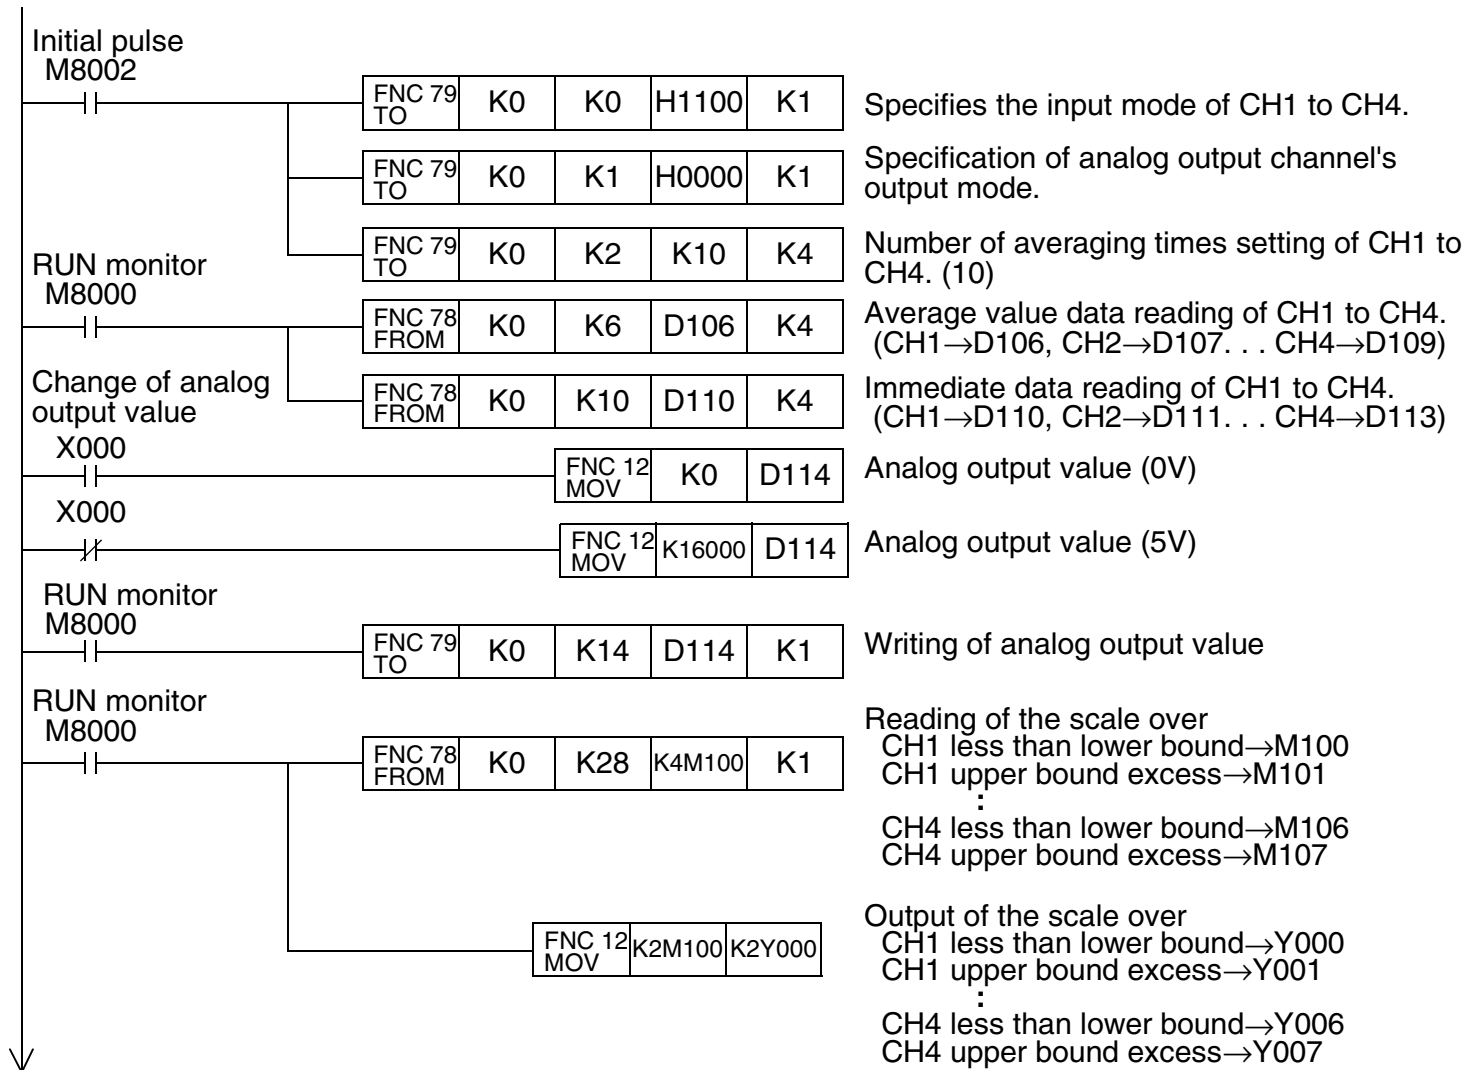 Initial pulse
M8002
FNC 79 TO K0 K0 H1100 K1
Specifies the input mode of CH1 to CH4.
FNC 79 TO K0 K1 H0000 K1
Specification of analog output channel's
output mode.
FNC 79 TO K0 K2 K10 K4
Number of averaging times setting of CH1 to
CH4. (10)
RUN monitor
M8000
FNC 78 FROM K0 K6 D106 K4
Average value data reading of CH1 to CH4.
(CH1→D106, CH2→D107. . . CH4→D109)
FNC 78 FROM K0 K10 D110 K4
Immediate data reading of CH1 to CH4.
(CH1→D110, CH2→D111. . . CH4→D113)
Change of analog
output value
X000
FNC 12 MOV K0 D114
Analog output value (0V)
X000
FNC 12 MOV K16000 D114
Analog output value (5V)
RUN monitor
M8000
FNC 79 TO K0 K14 D114 K1
Writing of analog output value
RUN monitor
M8000
FNC 78 FROM K0 K28 K4M100 K1
Reading of the scale over
CH1 less than lower bound→M100
CH1 upper bound excess→M101
:
CH4 less than lower bound→M106
CH4 upper bound excess→M107
FNC 12 MOV K2M100 K2Y000
Output of the scale over
CH1 less than lower bound→Y000
CH1 upper bound excess→Y001
:
CH4 less than lower bound→Y006
CH4 upper bound excess→Y007